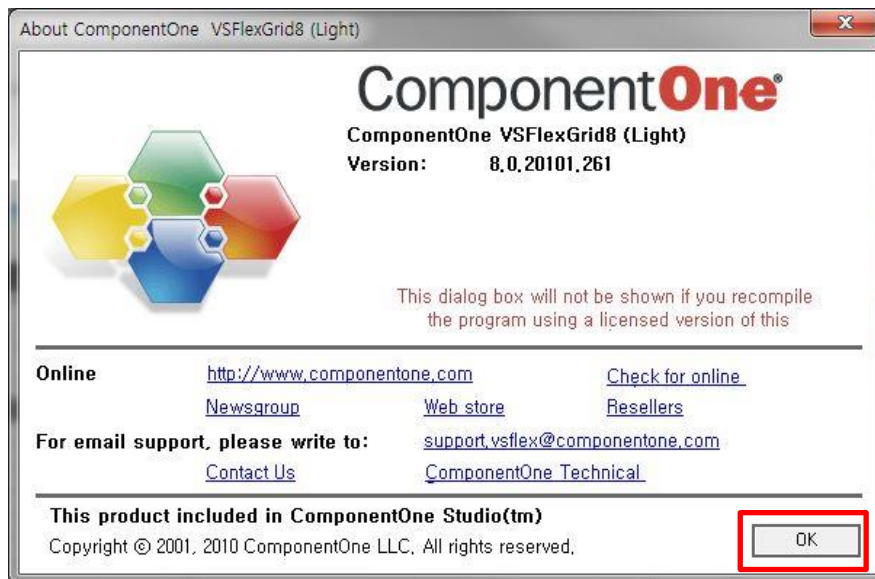 About ComponentOne VSFlexGrid8 (Light)
ComponentOne®
ComponentOne VSFlexGrid8 (Light)
Version: 8.0.20101.261
This dialog box will not be shown if you recompile
the program using a licensed version of this
Online http://www.componentone.com Check for online
Newsgroup Web store Resellers
For email support, please write to: support.vsflex@componentone.com
Contact Us ComponentOne Technical
This product included in ComponentOne Studio(tm)
Copyright © 2001, 2010 ComponentOne LLC. All rights reserved.
OK